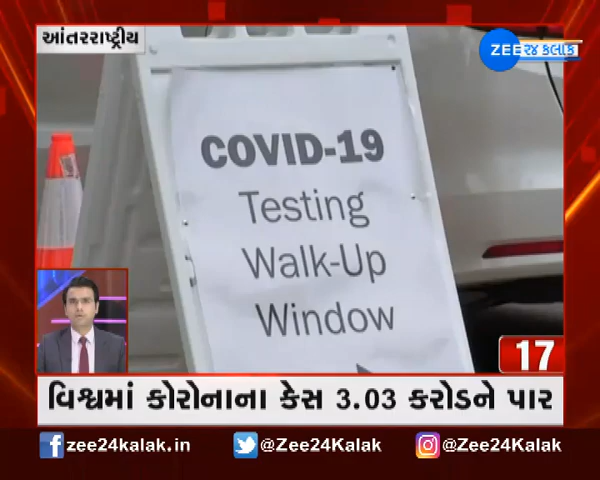 આંતરરાષ્ટ્રીય
ZEE ૨૪ કલાક
COVID-19
Testing
Walk-Up
Window
17
વિશ્વમાં કોરોનાના કેસ 3.03 કરોડને પાર
zee24kalak.in
@Zee24Kalak
@Zee24Kalak